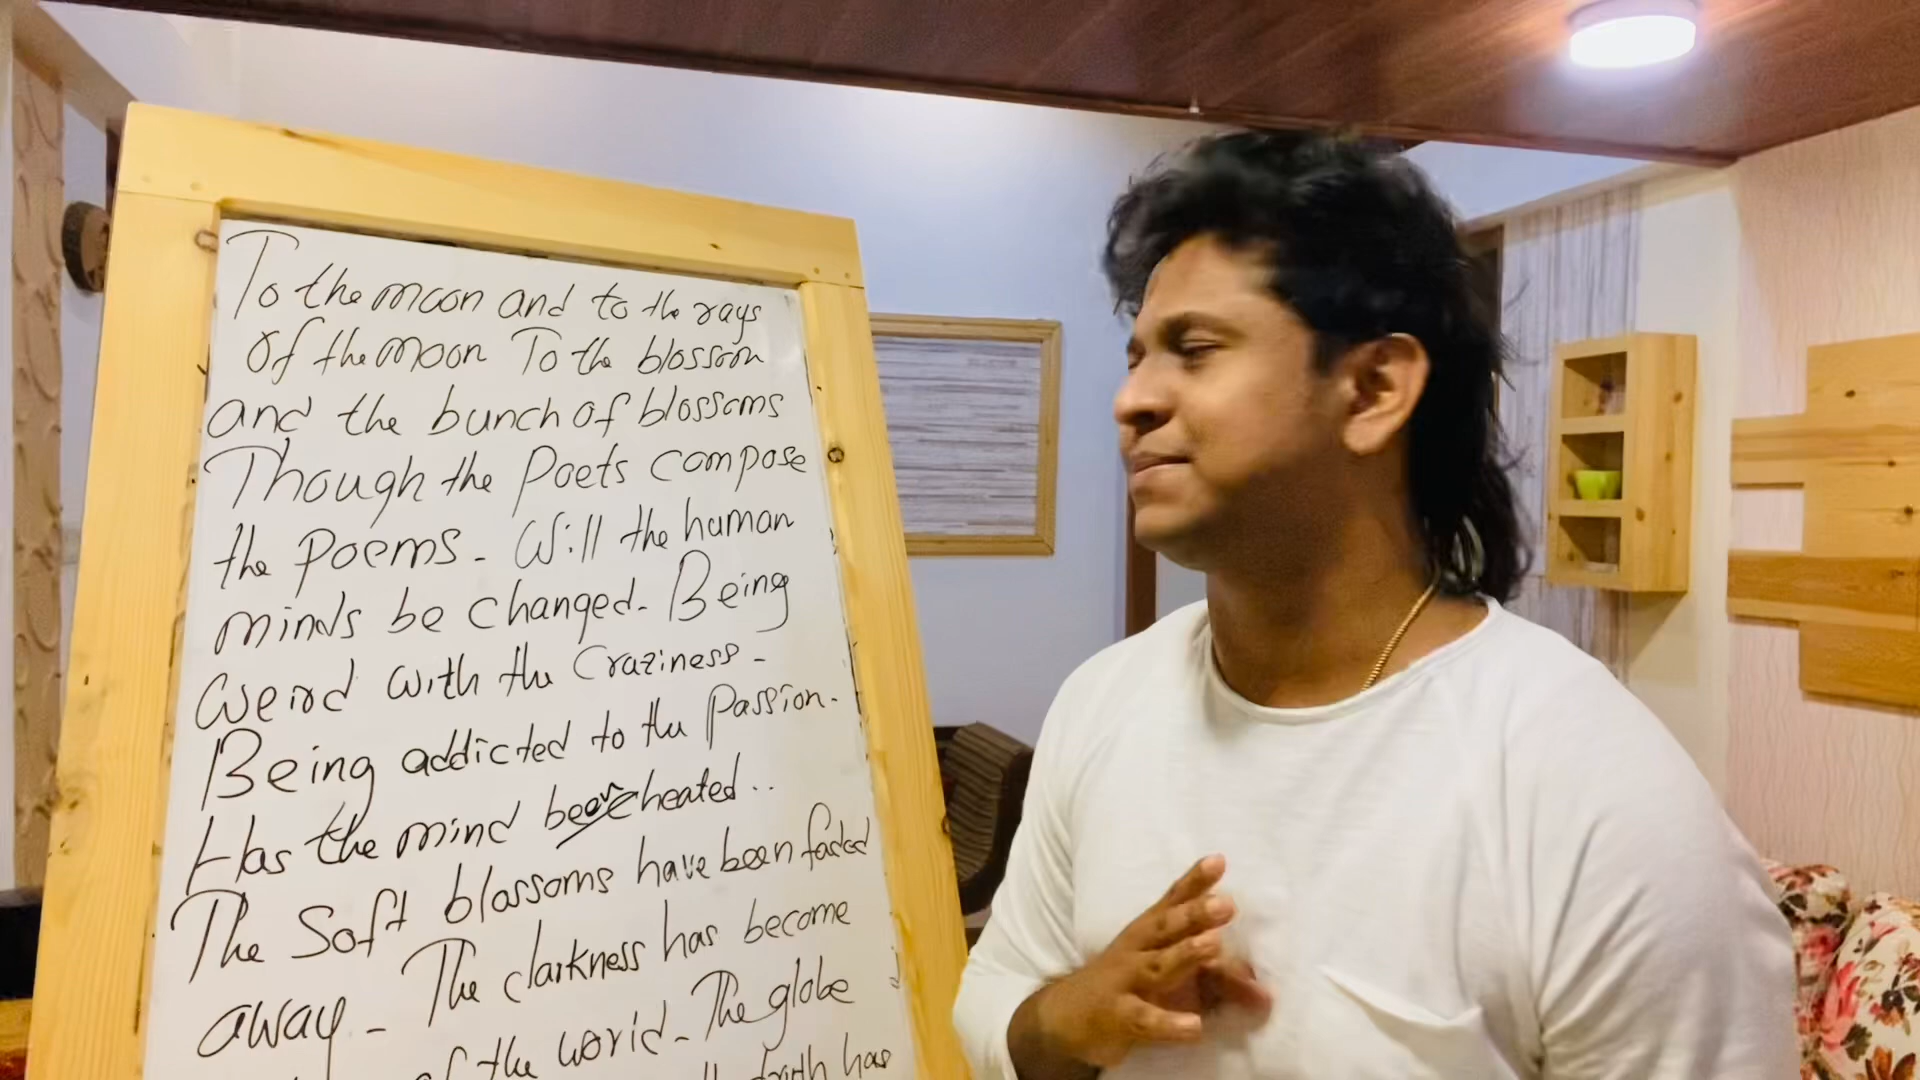 To the moon and to the rays
Of the moon To the blossom
and the bunch of blossoms
Though the Poets compose
the Poems - Will the human
minds be changed - Being
weird with the Craziness -
Being addicted to the Passion -
Has the mind been cheated ..
The Soft blossoms have been faded
away - The darkness has become
of the world - The globe
has